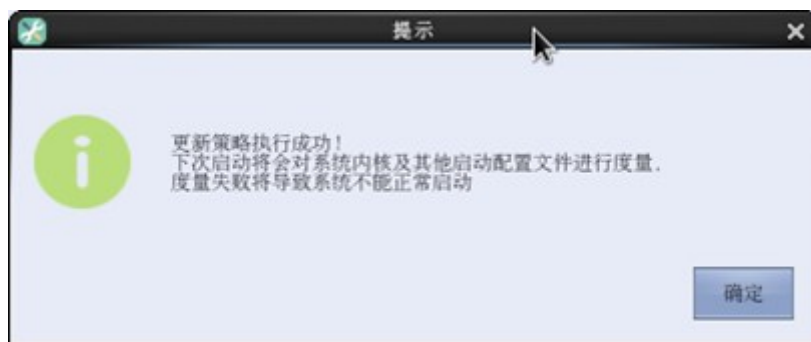 提示
更新策略执行成功!
下次启动将会对系统内核及其他启动配置文件进行度量,
度量失败将导致系统不能正常启动
确定